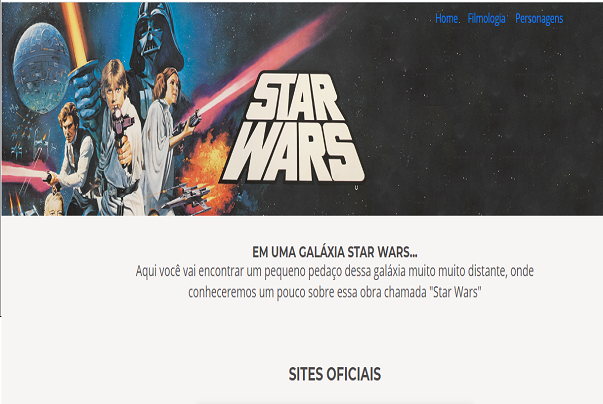 Home. Filmologia Personagens
STAR
WARS
EM UMA GALÁXIA STAR WARS...
Aqui você vai encontrar um pequeno pedaço dessa galáxia muito muito distante, onde
conheceremos um pouco sobre essa obra chamada "Star Wars"
SITES OFICIAIS